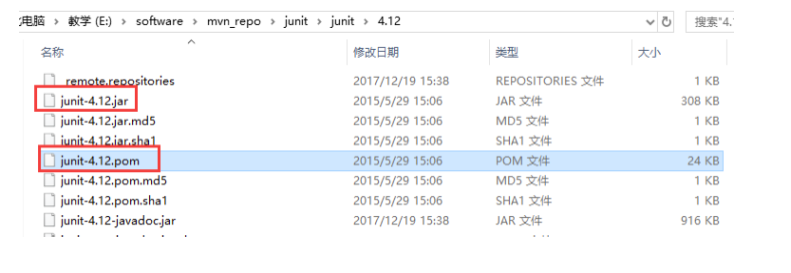 电脑 › 教学 (E:) › software › mvn_repo › junit › junit › 4.12 搜索"4.
名称 修改日期 类型 大小
_remote.repositories 2017/12/19 15:38 REPOSITORIES 文件 1 KB
junit-4.12.jar 2015/5/29 15:06 JAR 文件 308 KB
junit-4.12.jar.md5 2015/5/29 15:06 MD5 文件 1 KB
junit-4.12.jar.sha1 2015/5/29 15:06 SHA1 文件 1 KB
junit-4.12.pom 2015/5/29 15:06 POM 文件 24 KB
junit-4.12.pom.md5 2015/5/29 15:06 MD5 文件 1 KB
junit-4.12.pom.sha1 2015/5/29 15:06 SHA1 文件 1 KB
junit-4.12-javadoc.jar 2017/12/19 15:38 JAR 文件 916 KB